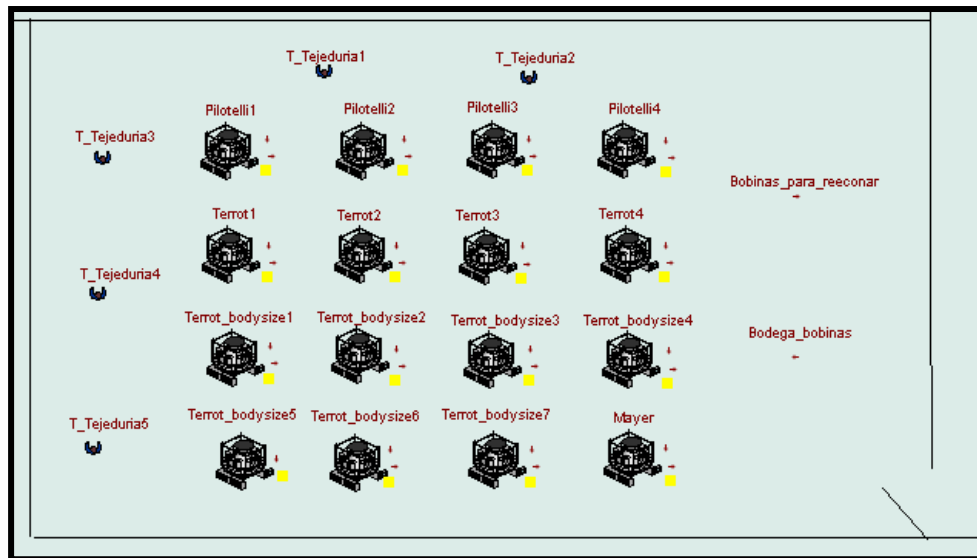 T_Tejeduria1
T_Tejeduria2
Pilotelli1
Pilotelli2
Pilotelli3
Pilotelli4
T_Tejeduria3
Bobinas_para_reeconar
Terrot1
Terrot2
Terrot3
Terrot4
T_Tejeduria4
Terrot_bodysize1
Terrot_bodysize2
Terrot_bodysize3
Terrot_bodysize4
Bodega_bobinas
Terrot_bodysize5
Terrot_bodysize6
Terrot_bodysize7
Mayer
T_Tejeduria5